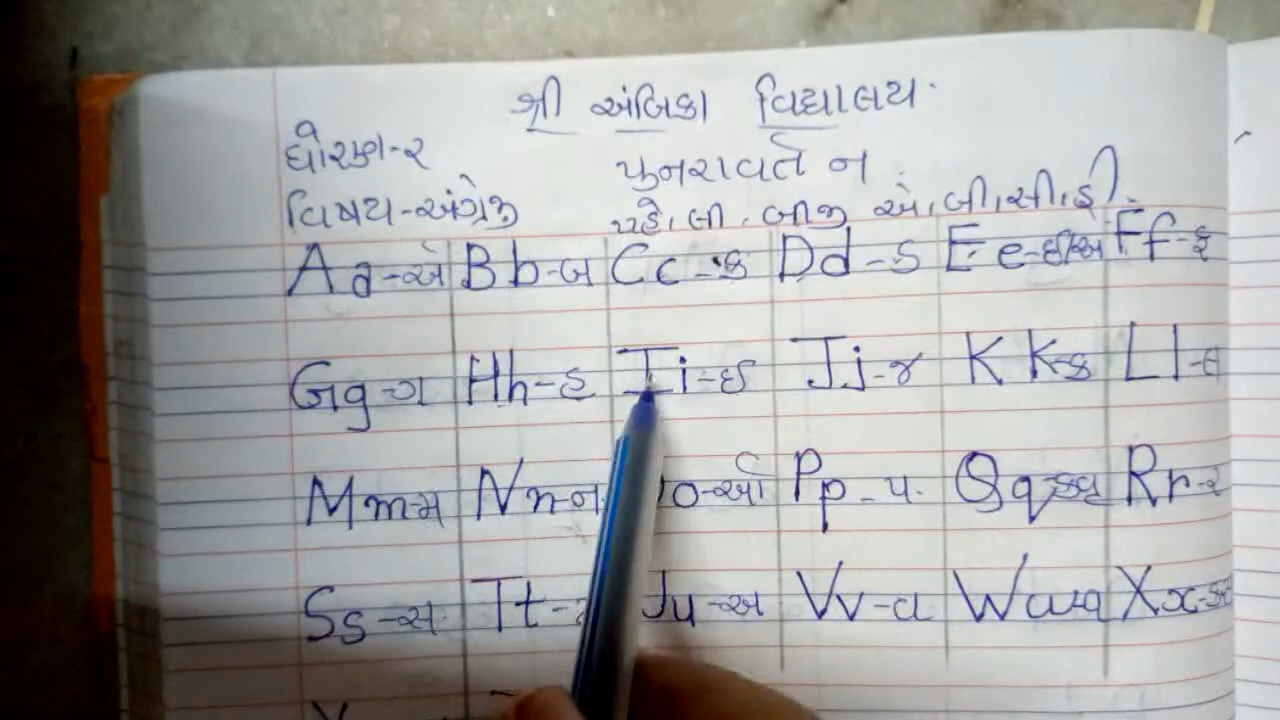 શ્રી અંબિકા વિદ્યાલય.
ધોરણ-૨ પુનરાવર્તન
વિષય-અંગ્રેજી પહેલી, બીજી એ,બી,સી,ડી.
Aa-એ Bb-બ Cc-ક Dd-ડ Ee-ઈ/એ Ff-ફ
Gg-ગ Hh-હ Ii-ઈ Jj-જ Kk-ક Ll-લ
Mm-મ Nn-ન o-ઓ Pp-પ. Qq-ક્વ Rr-ર
Ss-સ. Tt- Uu-અ Vv-વ Ww-વ Xx-